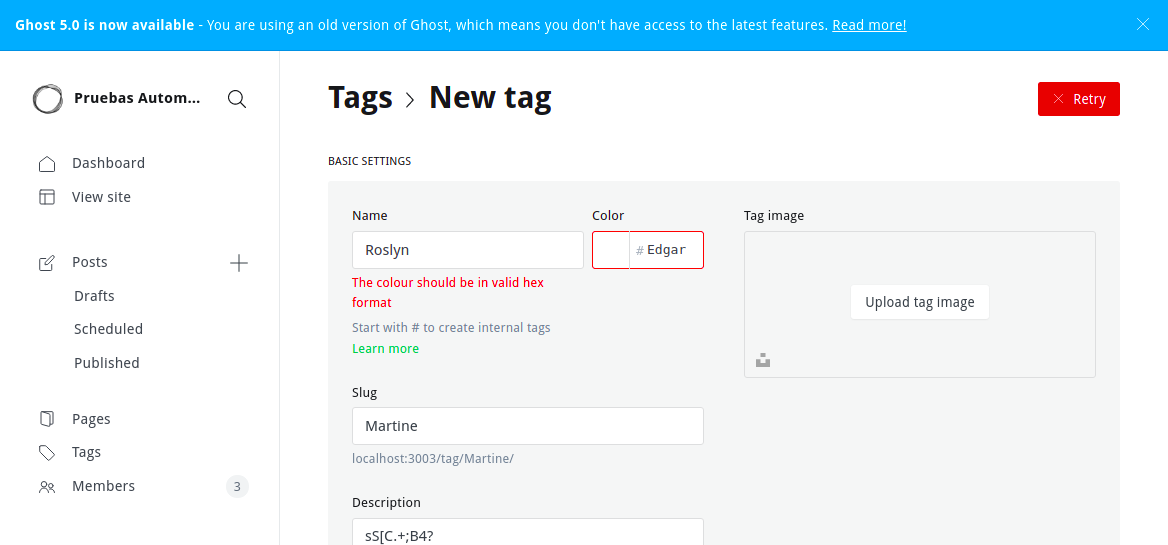 Ghost 5.0 is now available - You are using an old version of Ghost, which means you don't have access to the latest features. Read more!
Pruebas Autom...
Dashboard
View site
Posts
Drafts
Scheduled
Published
Pages
Tags
Members 3
Tags > New tag
Retry
BASIC SETTINGS
Name
Roslyn
Color
# Edgar
The colour should be in valid hex
format
Start with # to create internal tags
Learn more
Slug
Martine
localhost:3003/tag/Martine/
Description
sS[C.+;B4?
Tag image
Upload tag image